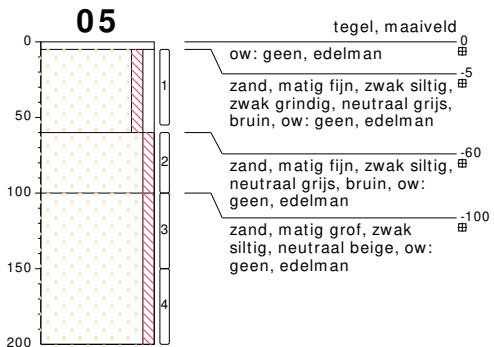 05
tegel, maaiveld
0
0
ow: geen, edelman
-5
zand, matig fijn, zwak siltig,
zwak grindig, neutraal grijs,
bruin, ow: geen, edelman
1
50
-60
zand, matig fijn, zwak siltig,
neutraal grijs, bruin, ow:
geen, edelman
2
100
-100
zand, matig grof, zwak
siltig, neutraal beige, ow:
geen, edelman
3
150
4
200